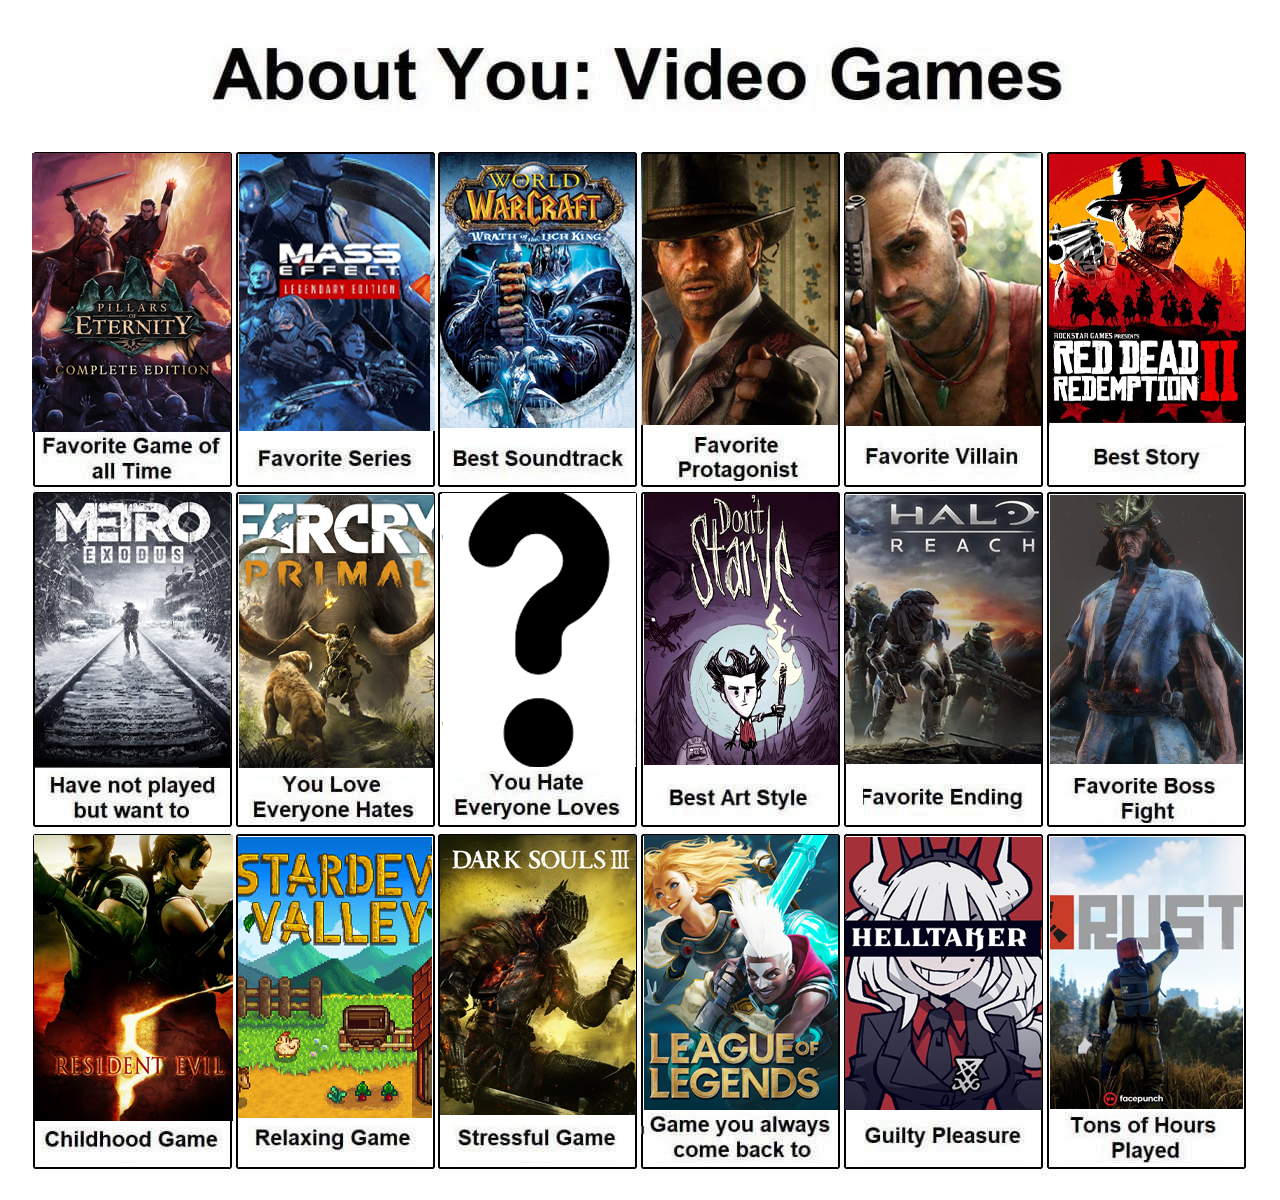 About You: Video Games
PILLARS
OF
ETERNITY
COMPLETE EDITION
Favorite Game of
all Time
MASS
EFFECT
LEGENDARY EDITION
Favorite Series
WORLD
WARCRAFT
WRATH OF THE LICH KING
Best Soundtrack
Favorite
Protagonist
Favorite Villain
ROCKSTAR GAMES PRESENTS
RED DEAD
REDEMPTION II
Best Story
METRO
EXODUS
Have not played
but want to
FARCRY
PRIMAL
You Love
Everyone Hates
?
You Hate
Everyone Loves
Don't
Starve
Best Art Style
HALO
REACH
Favorite Ending
Favorite Boss
Fight
RESIDENT EVIL
5
Childhood Game
STARDEW
VALLEY
Relaxing Game
DARK SOULS III
Stressful Game
LEAGUE OF
LEGENDS
Game you always
come back to
HELLTAKER
Guilty Pleasure
RUST
facepunch
Tons of Hours
Played